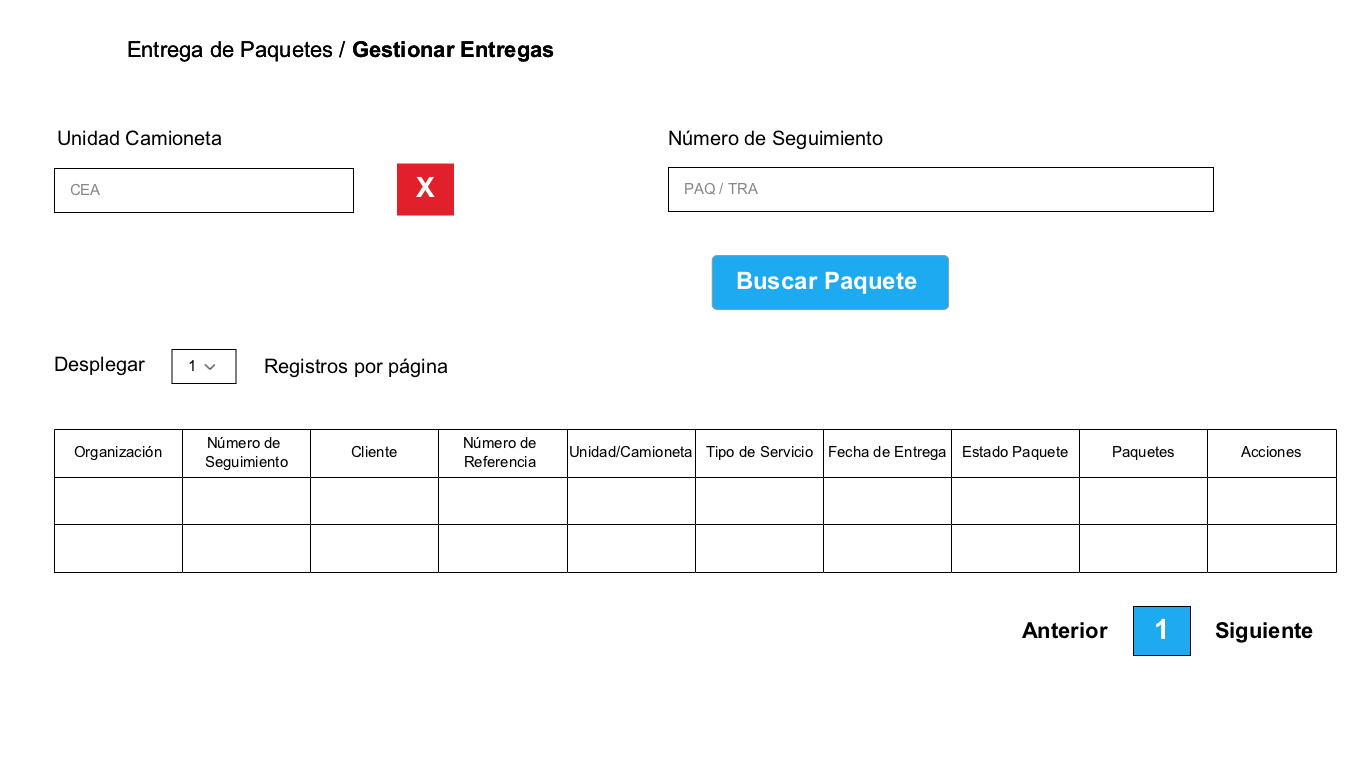 Entrega de Paquetes / Gestionar Entregas
Unidad Camioneta
Número de Seguimiento
CEA
X
PAQ / TRA
Buscar Paquete
Desplegar 1 Registros por página
Organización
Número de
Seguimiento
Cliente
Número de
Referencia
Unidad/Camioneta
Tipo de Servicio
Fecha de Entrega
Estado Paquete
Paquetes
Acciones
Anterior 1 Siguiente